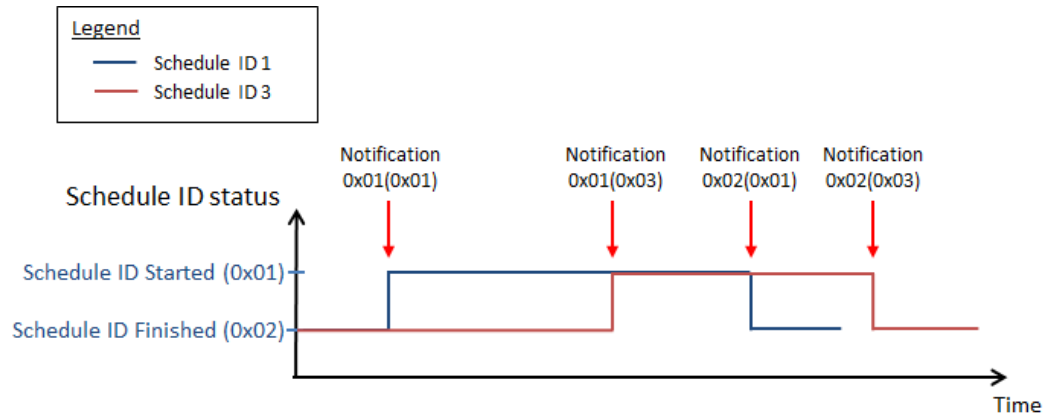 Legend
Schedule ID 1
Schedule ID 3
Notification
0x01(0x01)
Notification
0x01(0x03)
Notification
0x02(0x01)
Notification
0x02(0x03)
Schedule ID status
Schedule ID Started (0x01)
Schedule ID Finished (0x02)
Time